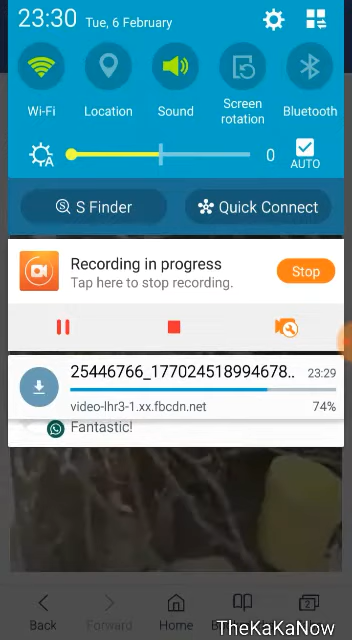 23:30 Tue, 6 February
Wi-Fi
Location
Sound
Screen
rotation
Bluetooth
A
0
AUTO
S Finder
Quick Connect
Recording in progress
Stop
Tap here to stop recording.
25446766_177024518994678..
23:29
video-lhr3-1.xx.fbcdn.net
74%
Fantastic!
2
Back
Forward
Home
TheKaKaNow